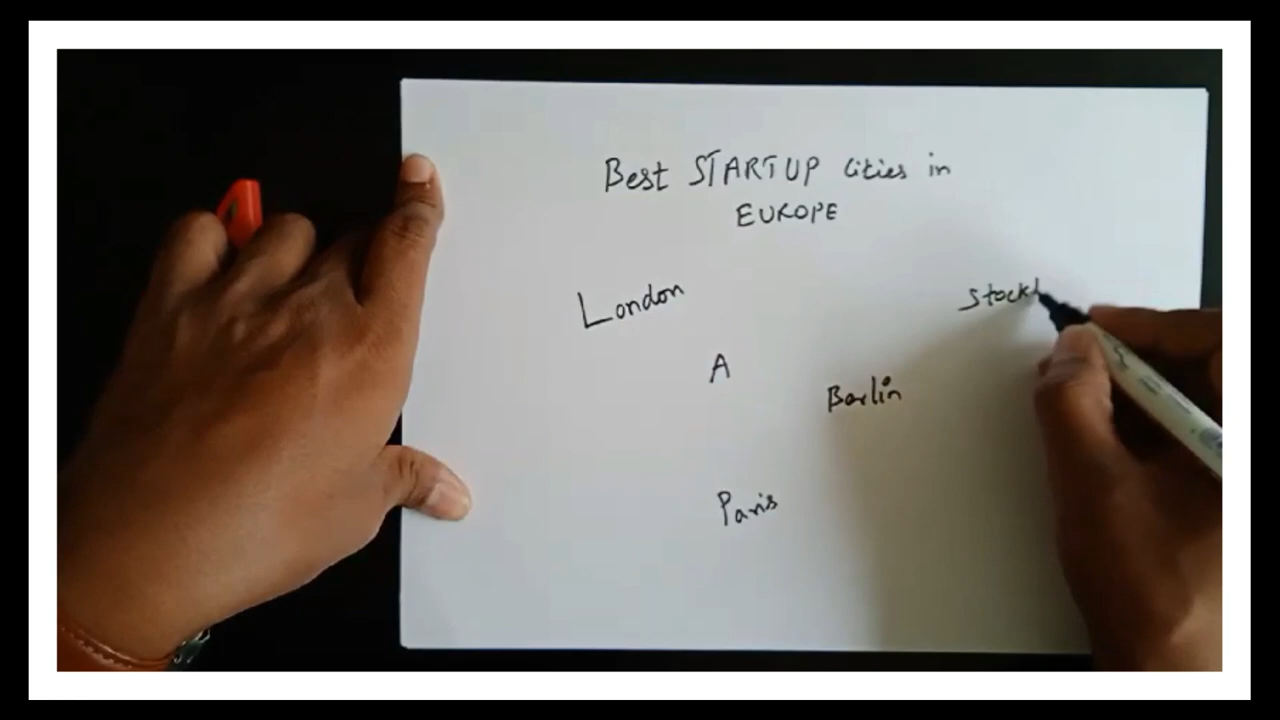 Best STARTUP Cities in
EUROPE
London
Stockh
A
Berlin
Paris